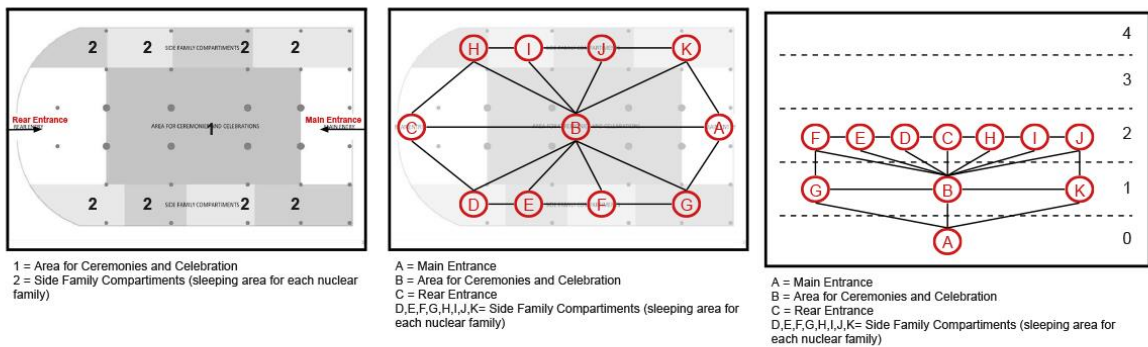 2 2 SIDE FAMILY COMPARTMENTS 2 2
Rear Entrance
REAR ENTRY
AREA FOR CEREMONIES AND CELEBRATIONS
1
Main Entrance
MAIN ENTRY
2 2 SIDE FAMILY COMPARTMENTS 2 2
1 = Area for Ceremonies and Celebration
2 = Side Family Compartments (sleeping area for each nuclear
family)
H I J K
C B A
D E F G
A = Main Entrance
B = Area for Ceremonies and Celebration
C = Rear Entrance
D,E,F,G,H,I,J,K= Side Family Compartments (sleeping area for
each nuclear family)
4
3
F E D C H I J 2
G B K 1
A 0
A = Main Entrance
B = Area for Ceremonies and Celebration
C = Rear Entrance
D,E,F,G,H,I,J,K= Side Family Compartments (sleeping area for
each nuclear family)